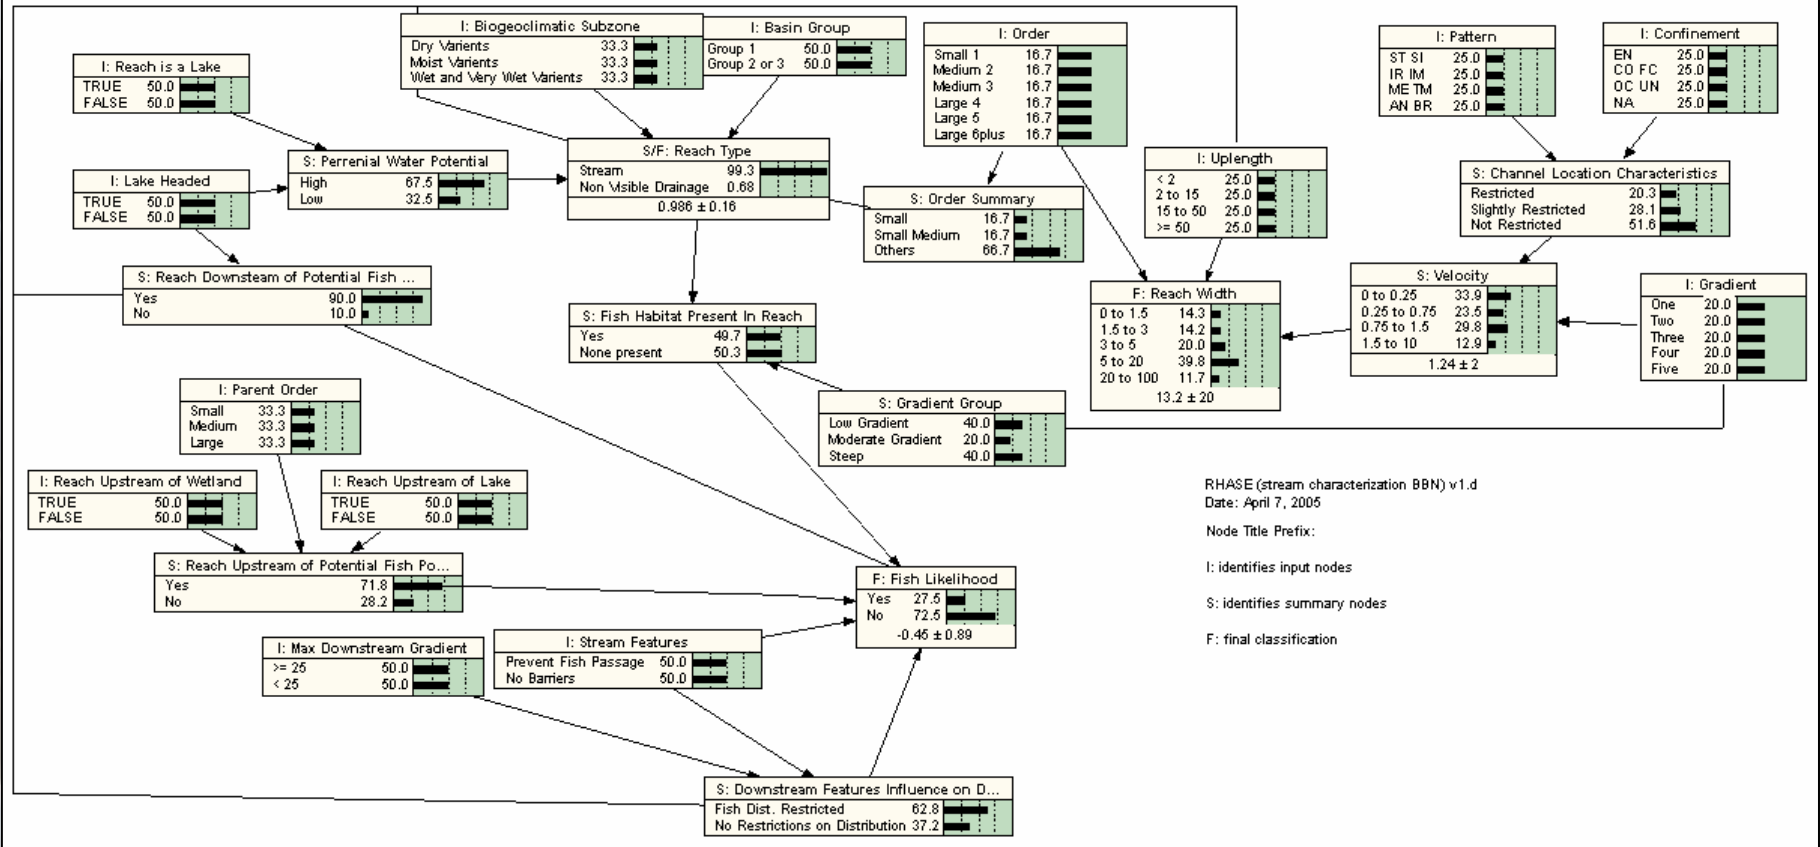 I: Biogeoclimatic Subzone
Dry Varients 33.3
Moist Varients 33.3
Wet and Very Wet Varients 33.3
I: Basin Group
Group 1 50.0
Group 2 or 3 50.0
I: Order
Small 1 16.7
Medium 2 16.7
Medium 3 16.7
Large 4 16.7
Large 5 16.7
Large 6plus 16.7
I: Pattern
ST SI 25.0
IR IM 25.0
ME TM 25.0
AN BR 25.0
I: Confinement
EN 25.0
CO FC 25.0
OC UN 25.0
NA 25.0
I: Reach is a Lake
TRUE 50.0
FALSE 50.0
S: Perrenial Water Potential
High 67.5
Low 32.5
S/F: Reach Type
Stream 99.3
Non Visible Drainage 0.68
0.986 ± 0.16
I: Uplength
< 2 25.0
2 to 15 25.0
15 to 50 25.0
>= 50 25.0
S: Channel Location Characteristics
Restricted 20.3
Slightly Restricted 28.1
Not Restricted 51.6
I: Lake Headed
TRUE 50.0
FALSE 50.0
S: Order Summary
Small 16.7
Small Medium 16.7
Others 66.7
S: Reach Downsteam of Potential Fish ...
Yes 90.0
No 10.0
S: Fish Habitat Present In Reach
Yes 49.7
None present 50.3
F: Reach Width
0 to 1.5 14.3
1.5 to 3 14.2
3 to 5 20.0
5 to 20 39.8
20 to 100 11.7
13.2 ± 20
S: Velocity
0 to 0.25 33.9
0.25 to 0.75 23.5
0.75 to 1.5 29.8
1.5 to 10 12.9
1.24 ± 2
I: Gradient
One 20.0
Two 20.0
Three 20.0
Four 20.0
Five 20.0
I: Parent Order
Small 33.3
Medium 33.3
Large 33.3
S: Gradient Group
Low Gradient 40.0
Moderate Gradient 20.0
Steep 40.0
I: Reach Upstream of Wetland
TRUE 50.0
FALSE 50.0
I: Reach Upstream of Lake
TRUE 50.0
FALSE 50.0
RHASE (stream characterization BBN) v1.d
Date: April 7, 2005
Node Title Prefix:
I: identifies input nodes
S: identifies summary nodes
F: final classification
S: Reach Upstream of Potential Fish Po...
Yes 71.8
No 28.2
F: Fish Likelihood
Yes 27.5
No 72.5
-0.45 ± 0.89
I: Max Downstream Gradient
>= 25 50.0
< 25 50.0
I: Stream Features
Prevent Fish Passage 50.0
No Barriers 50.0
S: Downstream Features Influence on D...
Fish Dist. Restricted 62.8
No Restrictions on Distribution 37.2